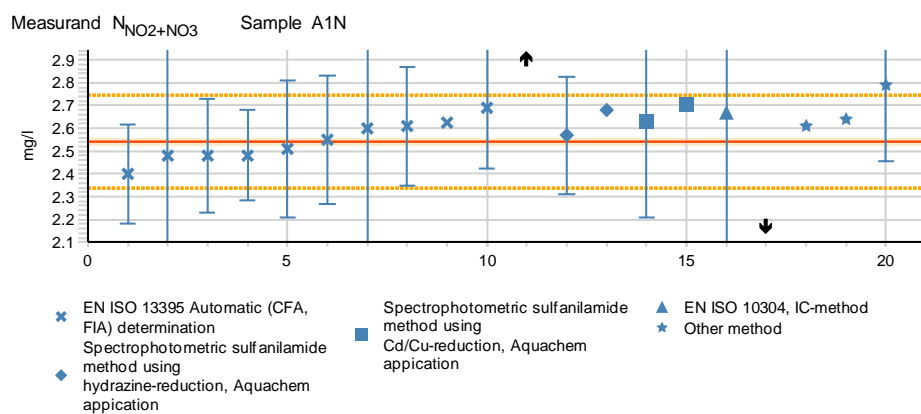 Measurand N NO2+NO3 Sample A1N
2.9
2.8
2.7
2.6
2.5
2.4
2.3
2.2
2.1
mg/l
0 5 10 15 20
EN ISO 13395 Automatic (CFA,
FIA) determination
Spectrophotometric sulfanilamide
method using
hydrazine-reduction, Aquachem
appication
Spectrophotometric sulfanilamide
method using
Cd/Cu-reduction, Aquachem
appication
EN ISO 10304, IC-method
Other method